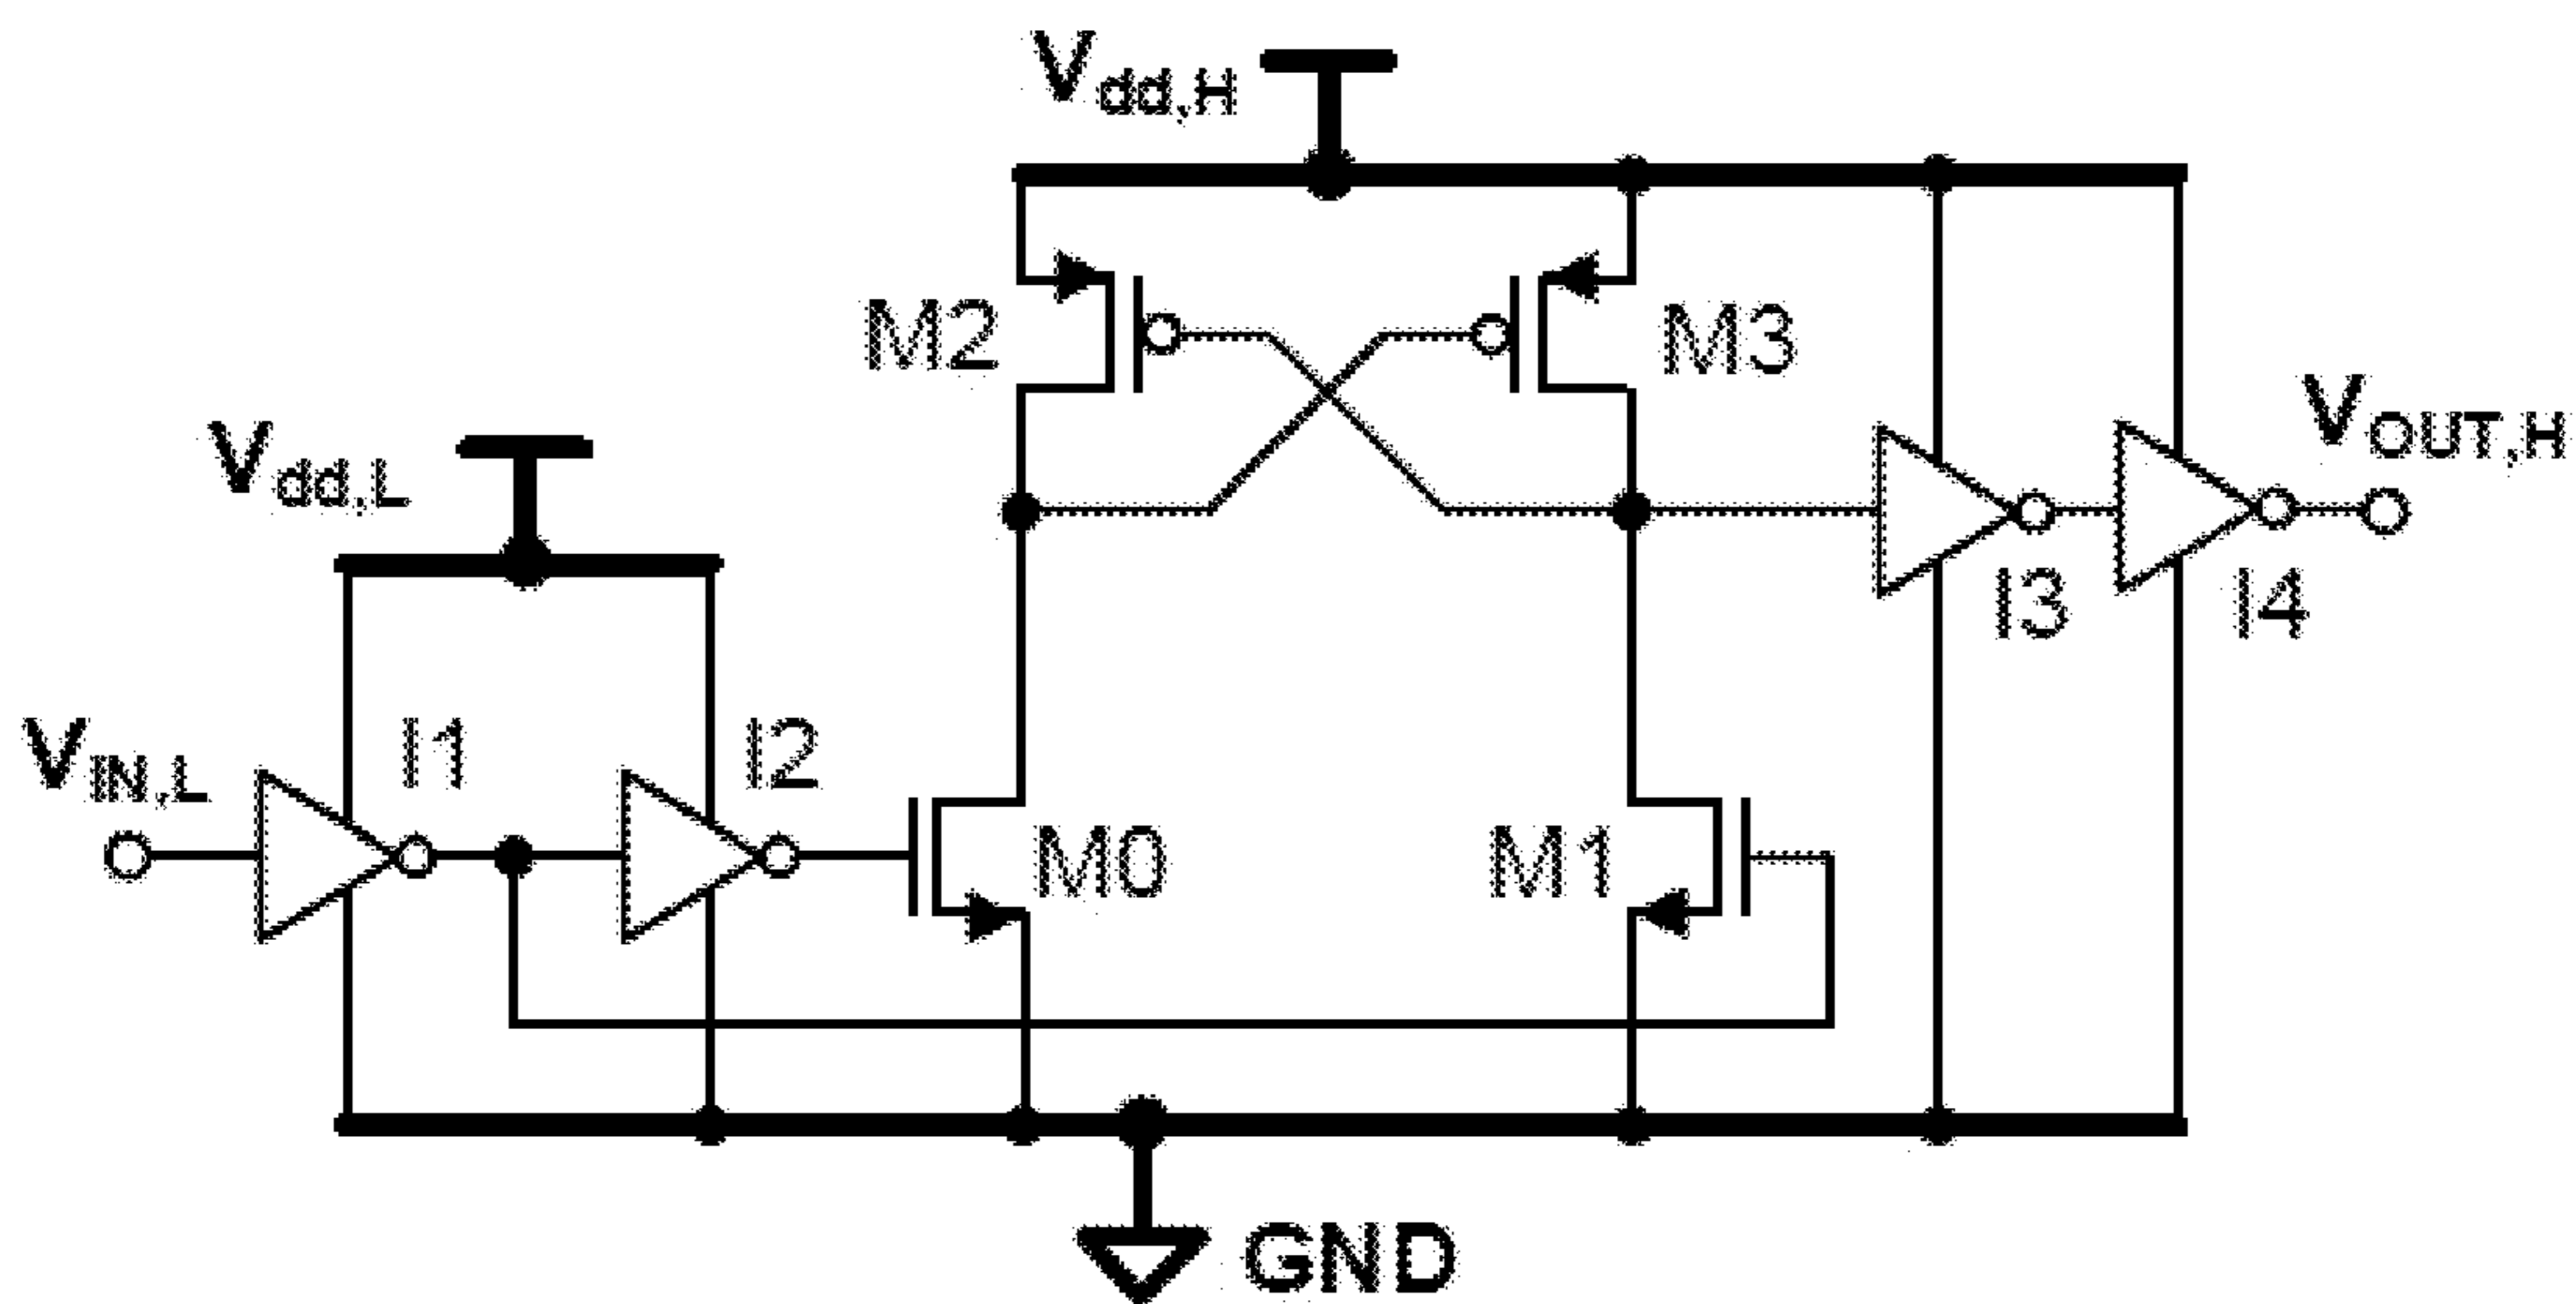 Vdd,H
M2
M3
Vdd,L
VOUT,H
I3
I4
VIN,L
I1
I2
M0
M1
GND